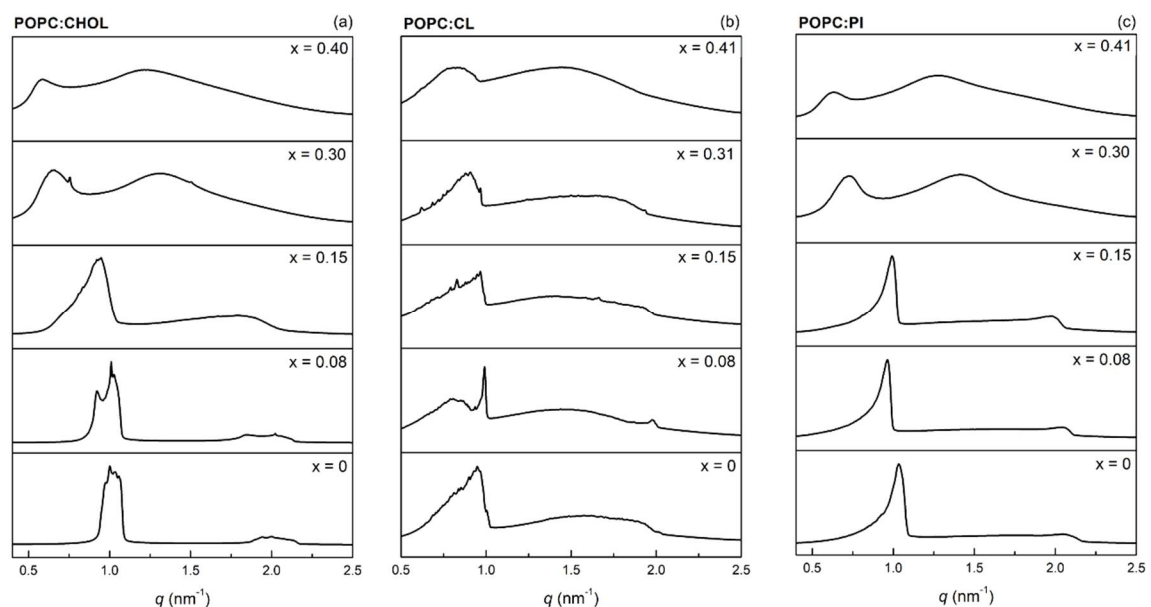 POPC:CHOL (a)
x = 0.40
x = 0.30
x = 0.15
x = 0.08
x = 0
0.5 1.0 1.5 2.0 2.5
q (nm⁻¹)
POPC:CL (b)
x = 0.41
x = 0.31
x = 0.15
x = 0.08
x = 0
0.5 1.0 1.5 2.0 2.5
q (nm⁻¹)
POPC:PI (c)
x = 0.41
x = 0.30
x = 0.15
x = 0.08
x = 0
0.5 1.0 1.5 2.0 2.5
q (nm⁻¹)